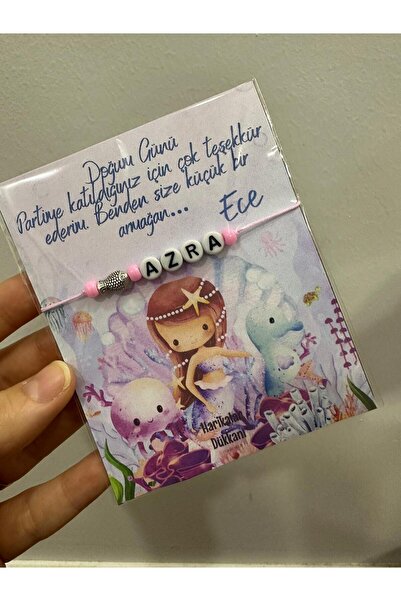 Doğum Günü
Partime katıldığınız için çok teşekkür
ederim. Benden size küçük bir
armağan...
Ece
AZRA
Harikalar
Dükkanı